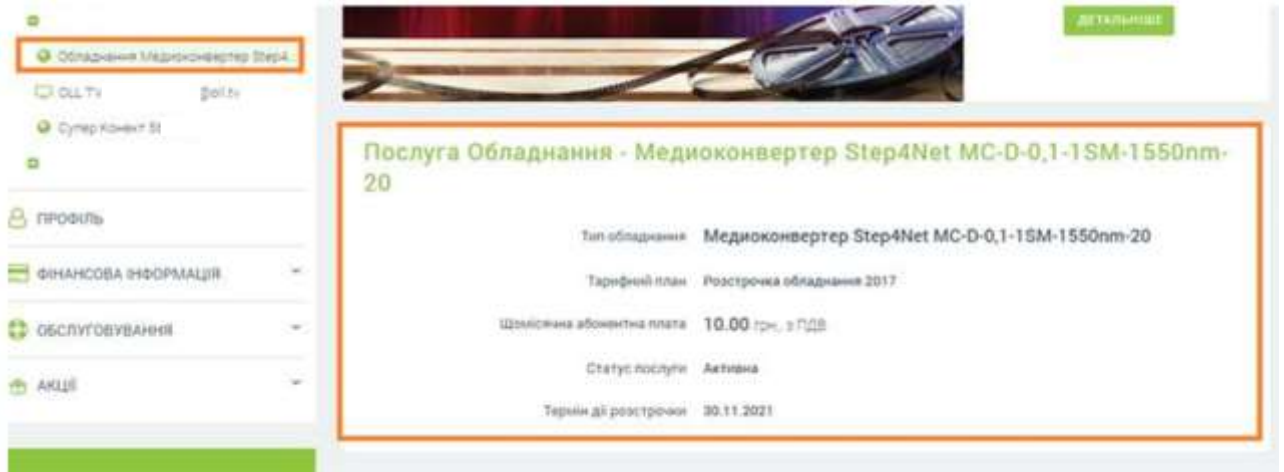 ДЕТАЛЬНІШЕ
Обладнання Медиоконвертер Step4...
OLL TV
Супер Конект St
ПРОФІЛЬ
ФІНАНСОВА ІНФОРМАЦІЯ
ОБСЛУГОВУВАННЯ
АКЦІЇ
Послуга Обладнання - Медиоконвертер Step4Net MC-D-0,1-1SM-1550nm-
20
Тип обладнання Медиоконвертер Step4Net MC-D-0,1-1SM-1550nm-20
Тарифний план Розстрочка обладнання 2017
Щомісячна абонентна плата 10.00 грн., з ПДВ
Статус послуги Активна
Термін дії розстрочки 30.11.2021